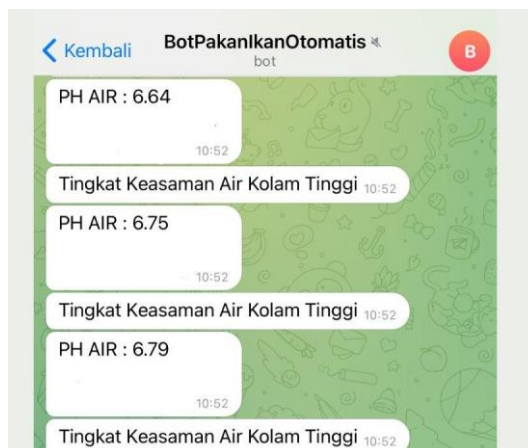 Kembali
BotPakanIkanOtomatis
bot
B
PH AIR : 6.64
10:52
Tingkat Keasaman Air Kolam Tinggi 10:52
PH AIR : 6.75
10:52
Tingkat Keasaman Air Kolam Tinggi 10:52
PH AIR : 6.79
10:52
Tingkat Keasaman Air Kolam Tinggi 10:52